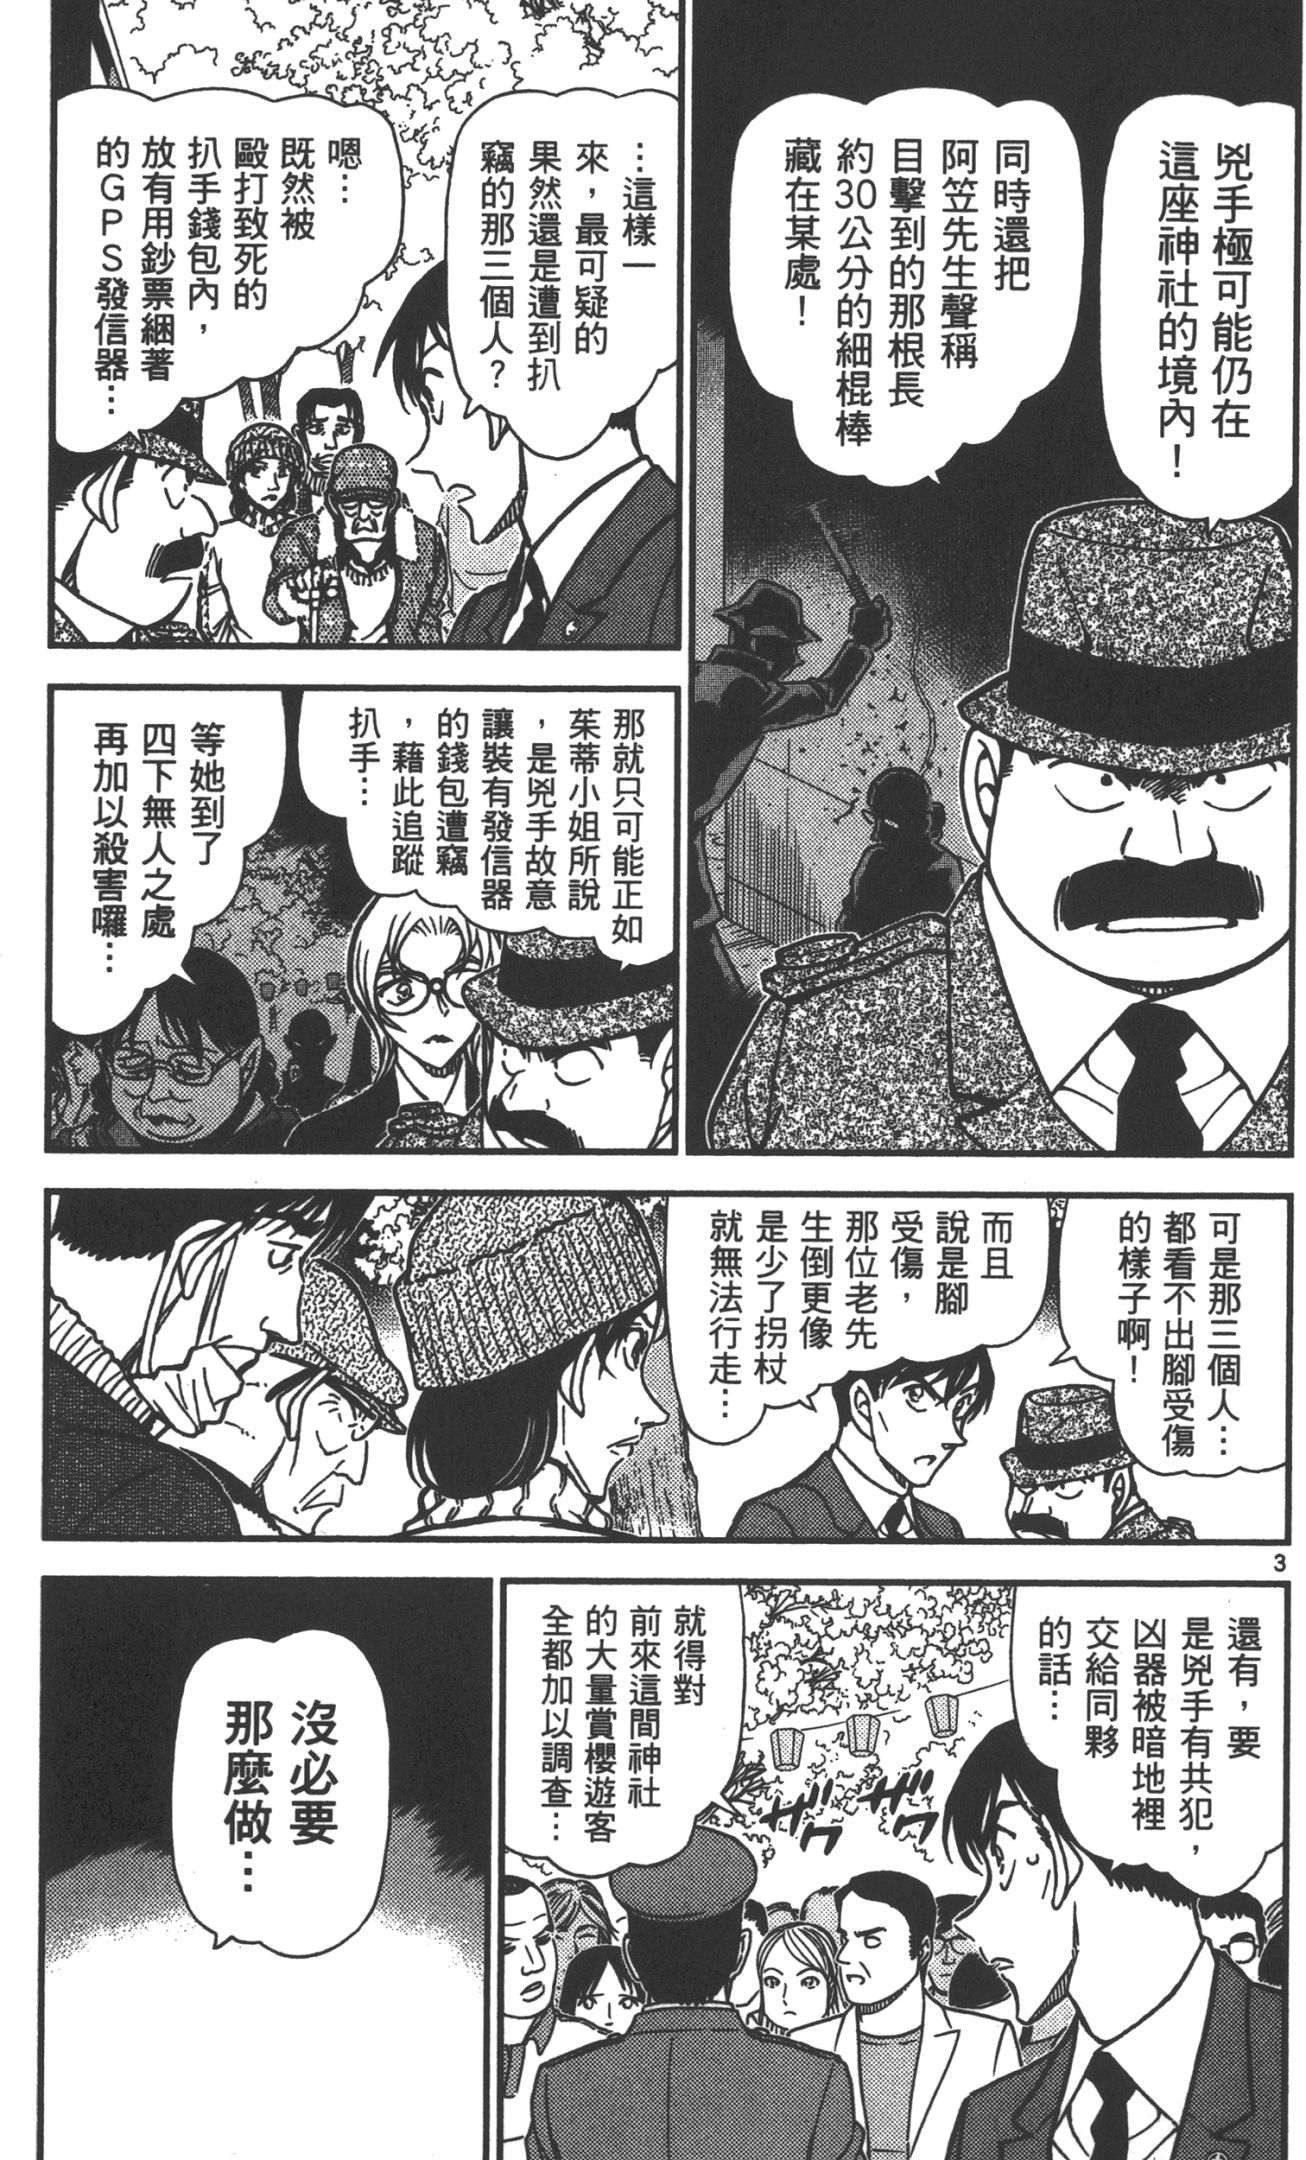 兇手極可能仍在
這座神社的境內！
同時還把
阿笠先生聲稱
目擊到的那根長
約30公分的細棍棒
藏在某處！
…這樣一
來，最可疑的
果然還是遭到扒
竊的那三個人？
嗯…
既然被
毆打致死的
扒手錢包內，
放有用鈔票綑著
的GPS發信器…
那就只可能正如
茱蒂小姐所說
，是兇手故意
讓裝有發信器
的錢包遭竊
，藉此追蹤
扒手…
等她到了
四下無人之處
再加以殺害囉…
可是那三個人…
都看不出腳受傷
的樣子啊！
而且
說是腳
受傷，
那位老先
生倒更像
是少了拐杖
就無法行走…
3
還有，要
是兇手有共犯，
凶器被暗地裡
交給同夥
的話…
就得對
前來這間神社
的大量賞櫻遊客
全都加以調查…
ザワ
ザワ
沒必要
那麼做…